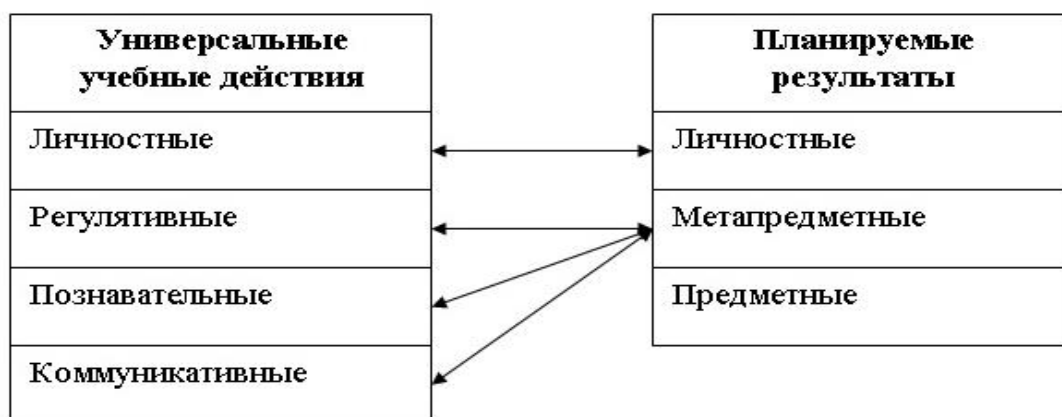 Универсальные
учебные действия
Личностные
Регулятивные
Познавательные
Коммуникативные
Планируемые
результаты
Личностные
Метапредметные
Предметные